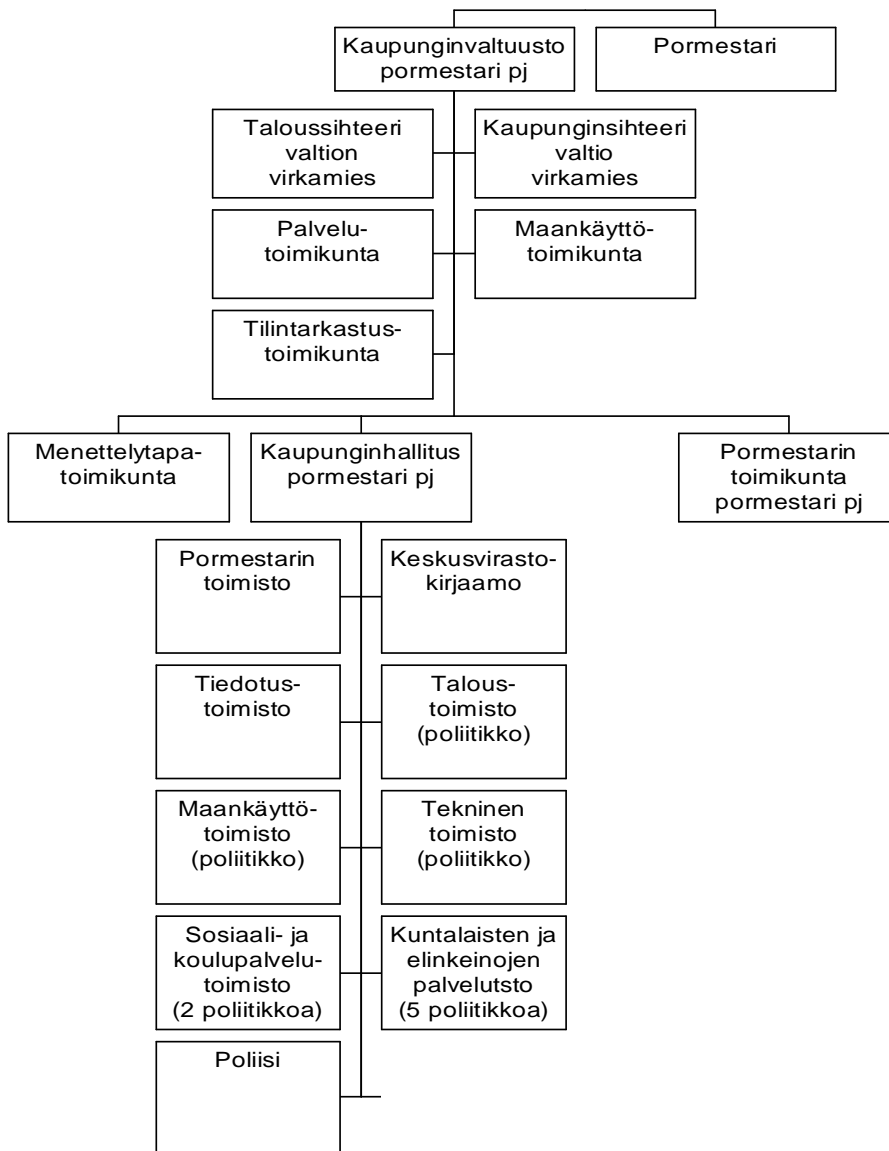 Kaupunginvaltuusto
pormestari pj
Pormestari
Taloussihteeri
valtion
virkamies
Kaupunginsihteeri
valtio
virkamies
Palvelu-
toimikunta
Maankäyttö-
toimikunta
Tilintarkastus-
toimikunta
Menettelytapa-
toimikunta
Kaupunginhallitus
pormestari pj
Pormestarin
toimikunta
pormestari pj
Pormestarin
toimisto
Keskusvirasto-
kirjaamo
Tiedotus-
toimisto
Talous-
toimisto
(poliitikko)
Maankäyttö-
toimisto
(poliitikko)
Tekninen
toimisto
(poliitikko)
Sosiaali- ja
koulupalvelu-
toimisto
(2 poliitikkoa)
Kuntalaisten ja
elinkeinojen
palvelutsto
(5 poliitikkoa)
Poliisi